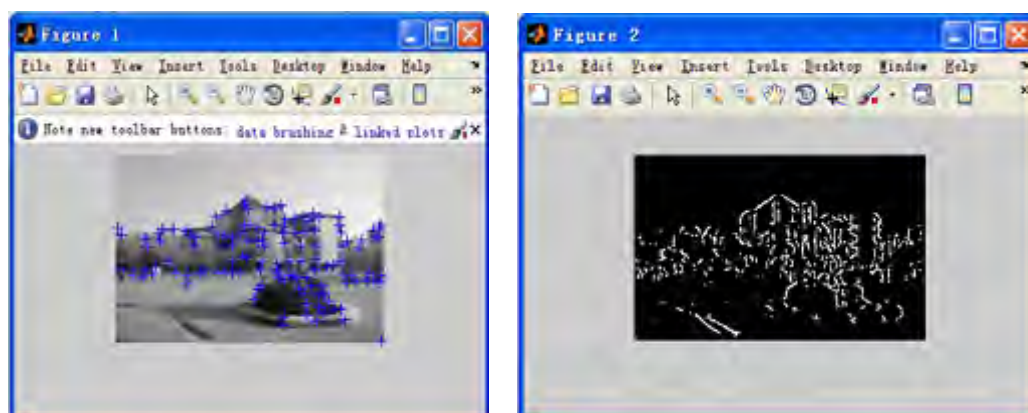 Figure 1
File Edit View Insert Tools Desktop Window Help
Note new toolbar buttons: data brushing & linked plots
Figure 2
File Edit View Insert Tools Desktop Window Help